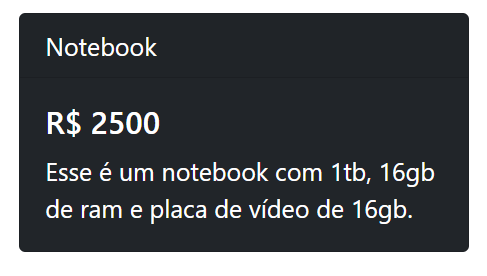 Notebook
R$ 2500
Esse é um notebook com 1tb, 16gb
de ram e placa de vídeo de 16gb.